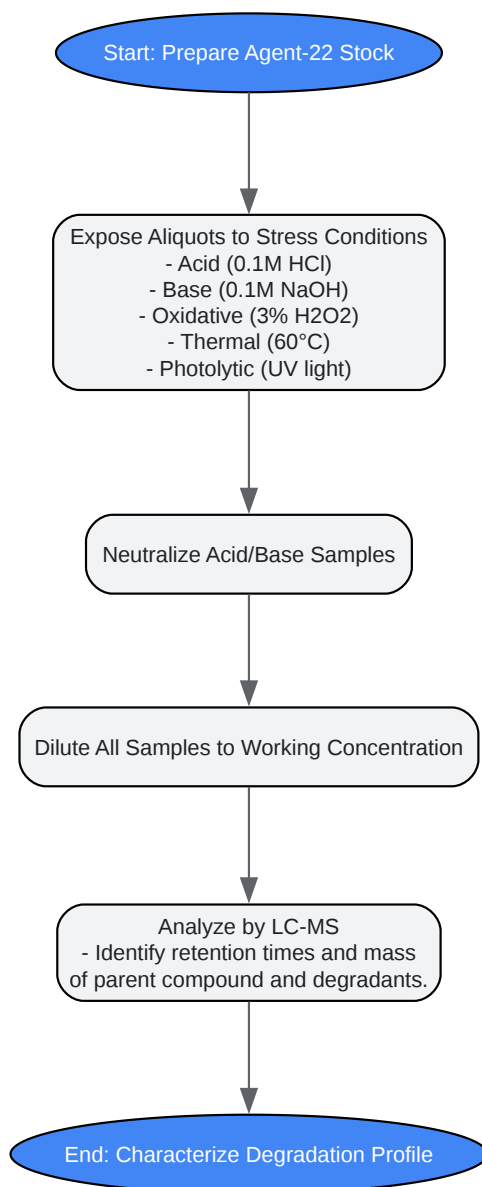 Start: Prepare Agent-22 Stock
Expose Aliquots to Stress Conditions
- Acid (0.1M HCl)
- Base (0.1M NaOH)
- Oxidative (3% H2O2)
- Thermal (60°C)
- Photolytic (UV light)
Neutralize Acid/Base Samples
Dilute All Samples to Working Concentration
Analyze by LC-MS
- Identify retention times and mass
of parent compound and degradants.
End: Characterize Degradation Profile